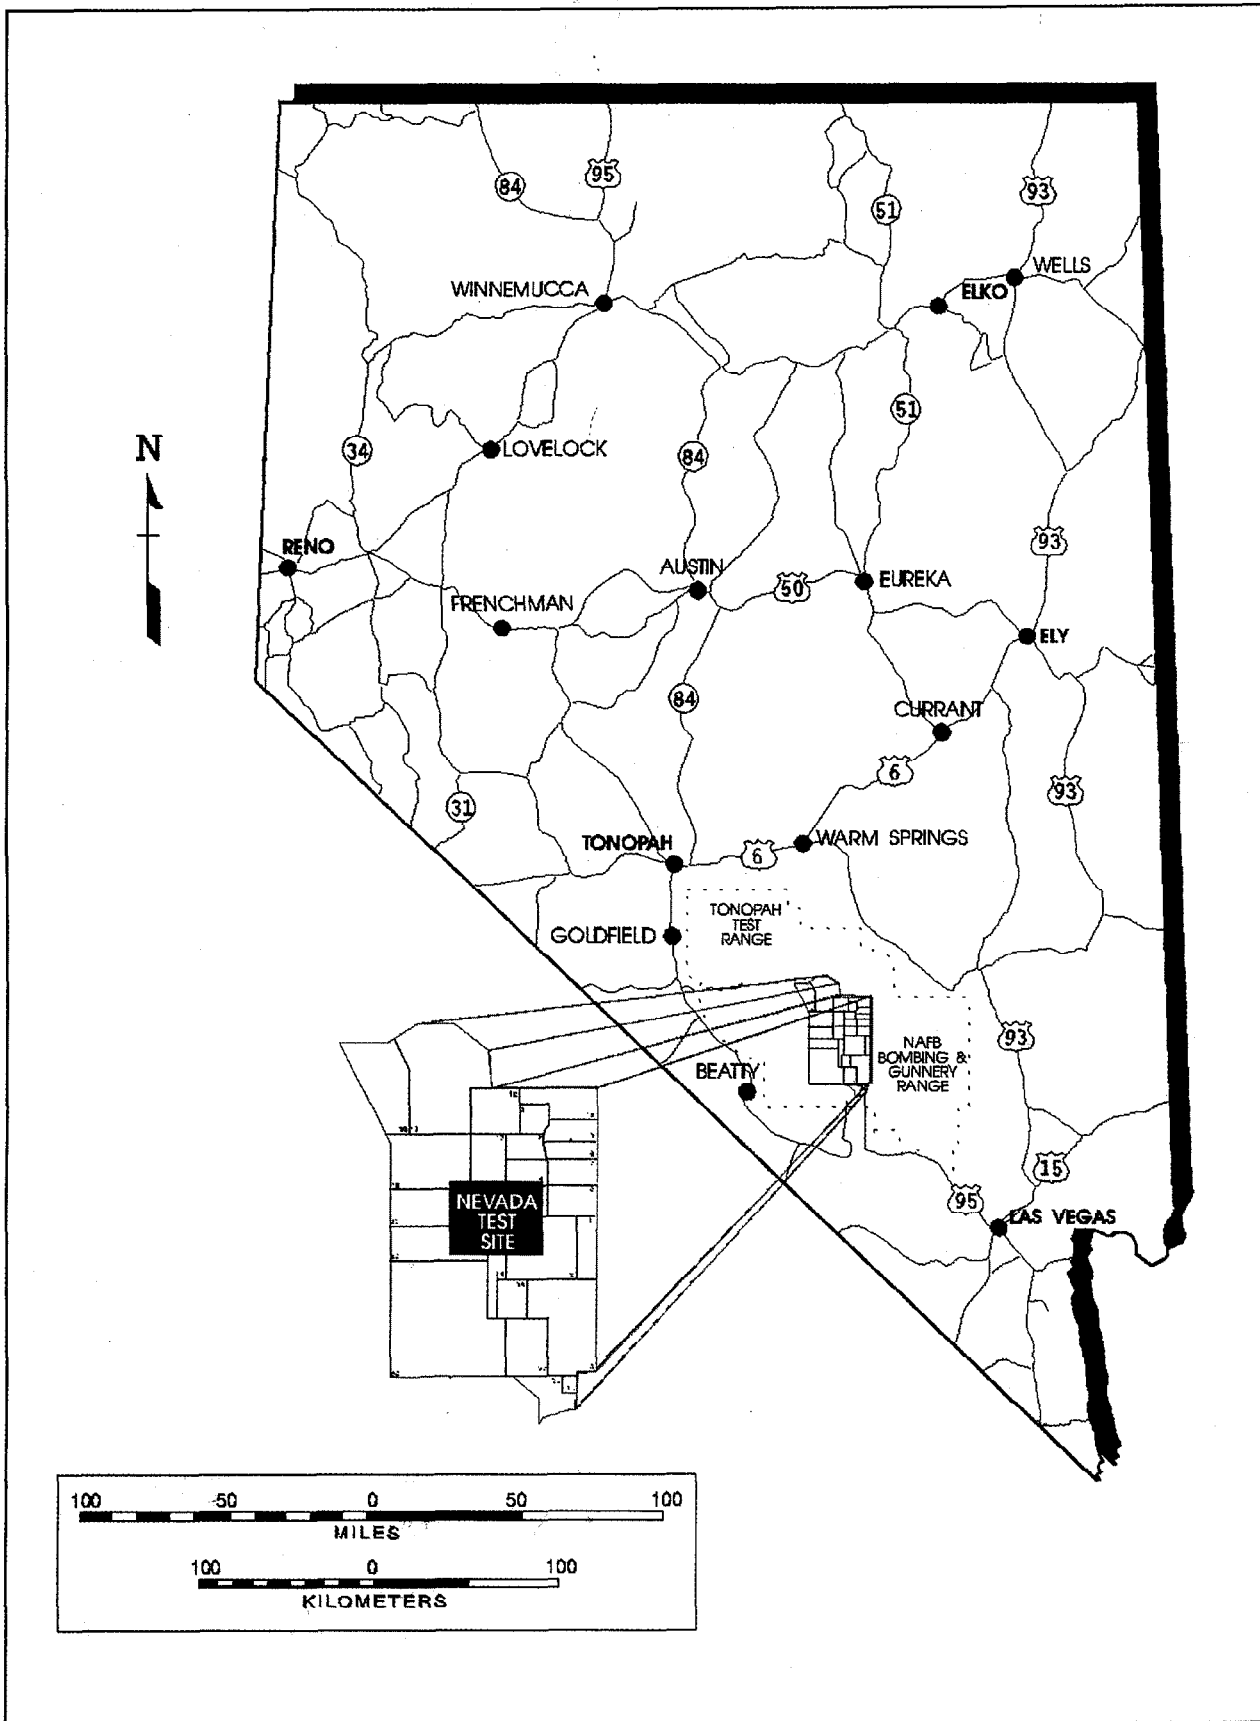 95
84
93
51
WELLS
WINNEMUCCA
ELKO
51
N
34
LOVELOCK
84
93
RENO
AUSTIN
50
EUREKA
FRENCHMAN
ELY
84
CURRANT
6
93
31
TONOPAH
6
WARM SPRINGS
TONOPAH
TEST
RANGE
GOLDFIELD
93
NAFB
BOMBING &
GUNNERY
RANGE
BEATTY
15
95
NEVADA
TEST
SITE
LAS VEGAS
100 50 0 50 100
MILES
100 0 100
KILOMETERS